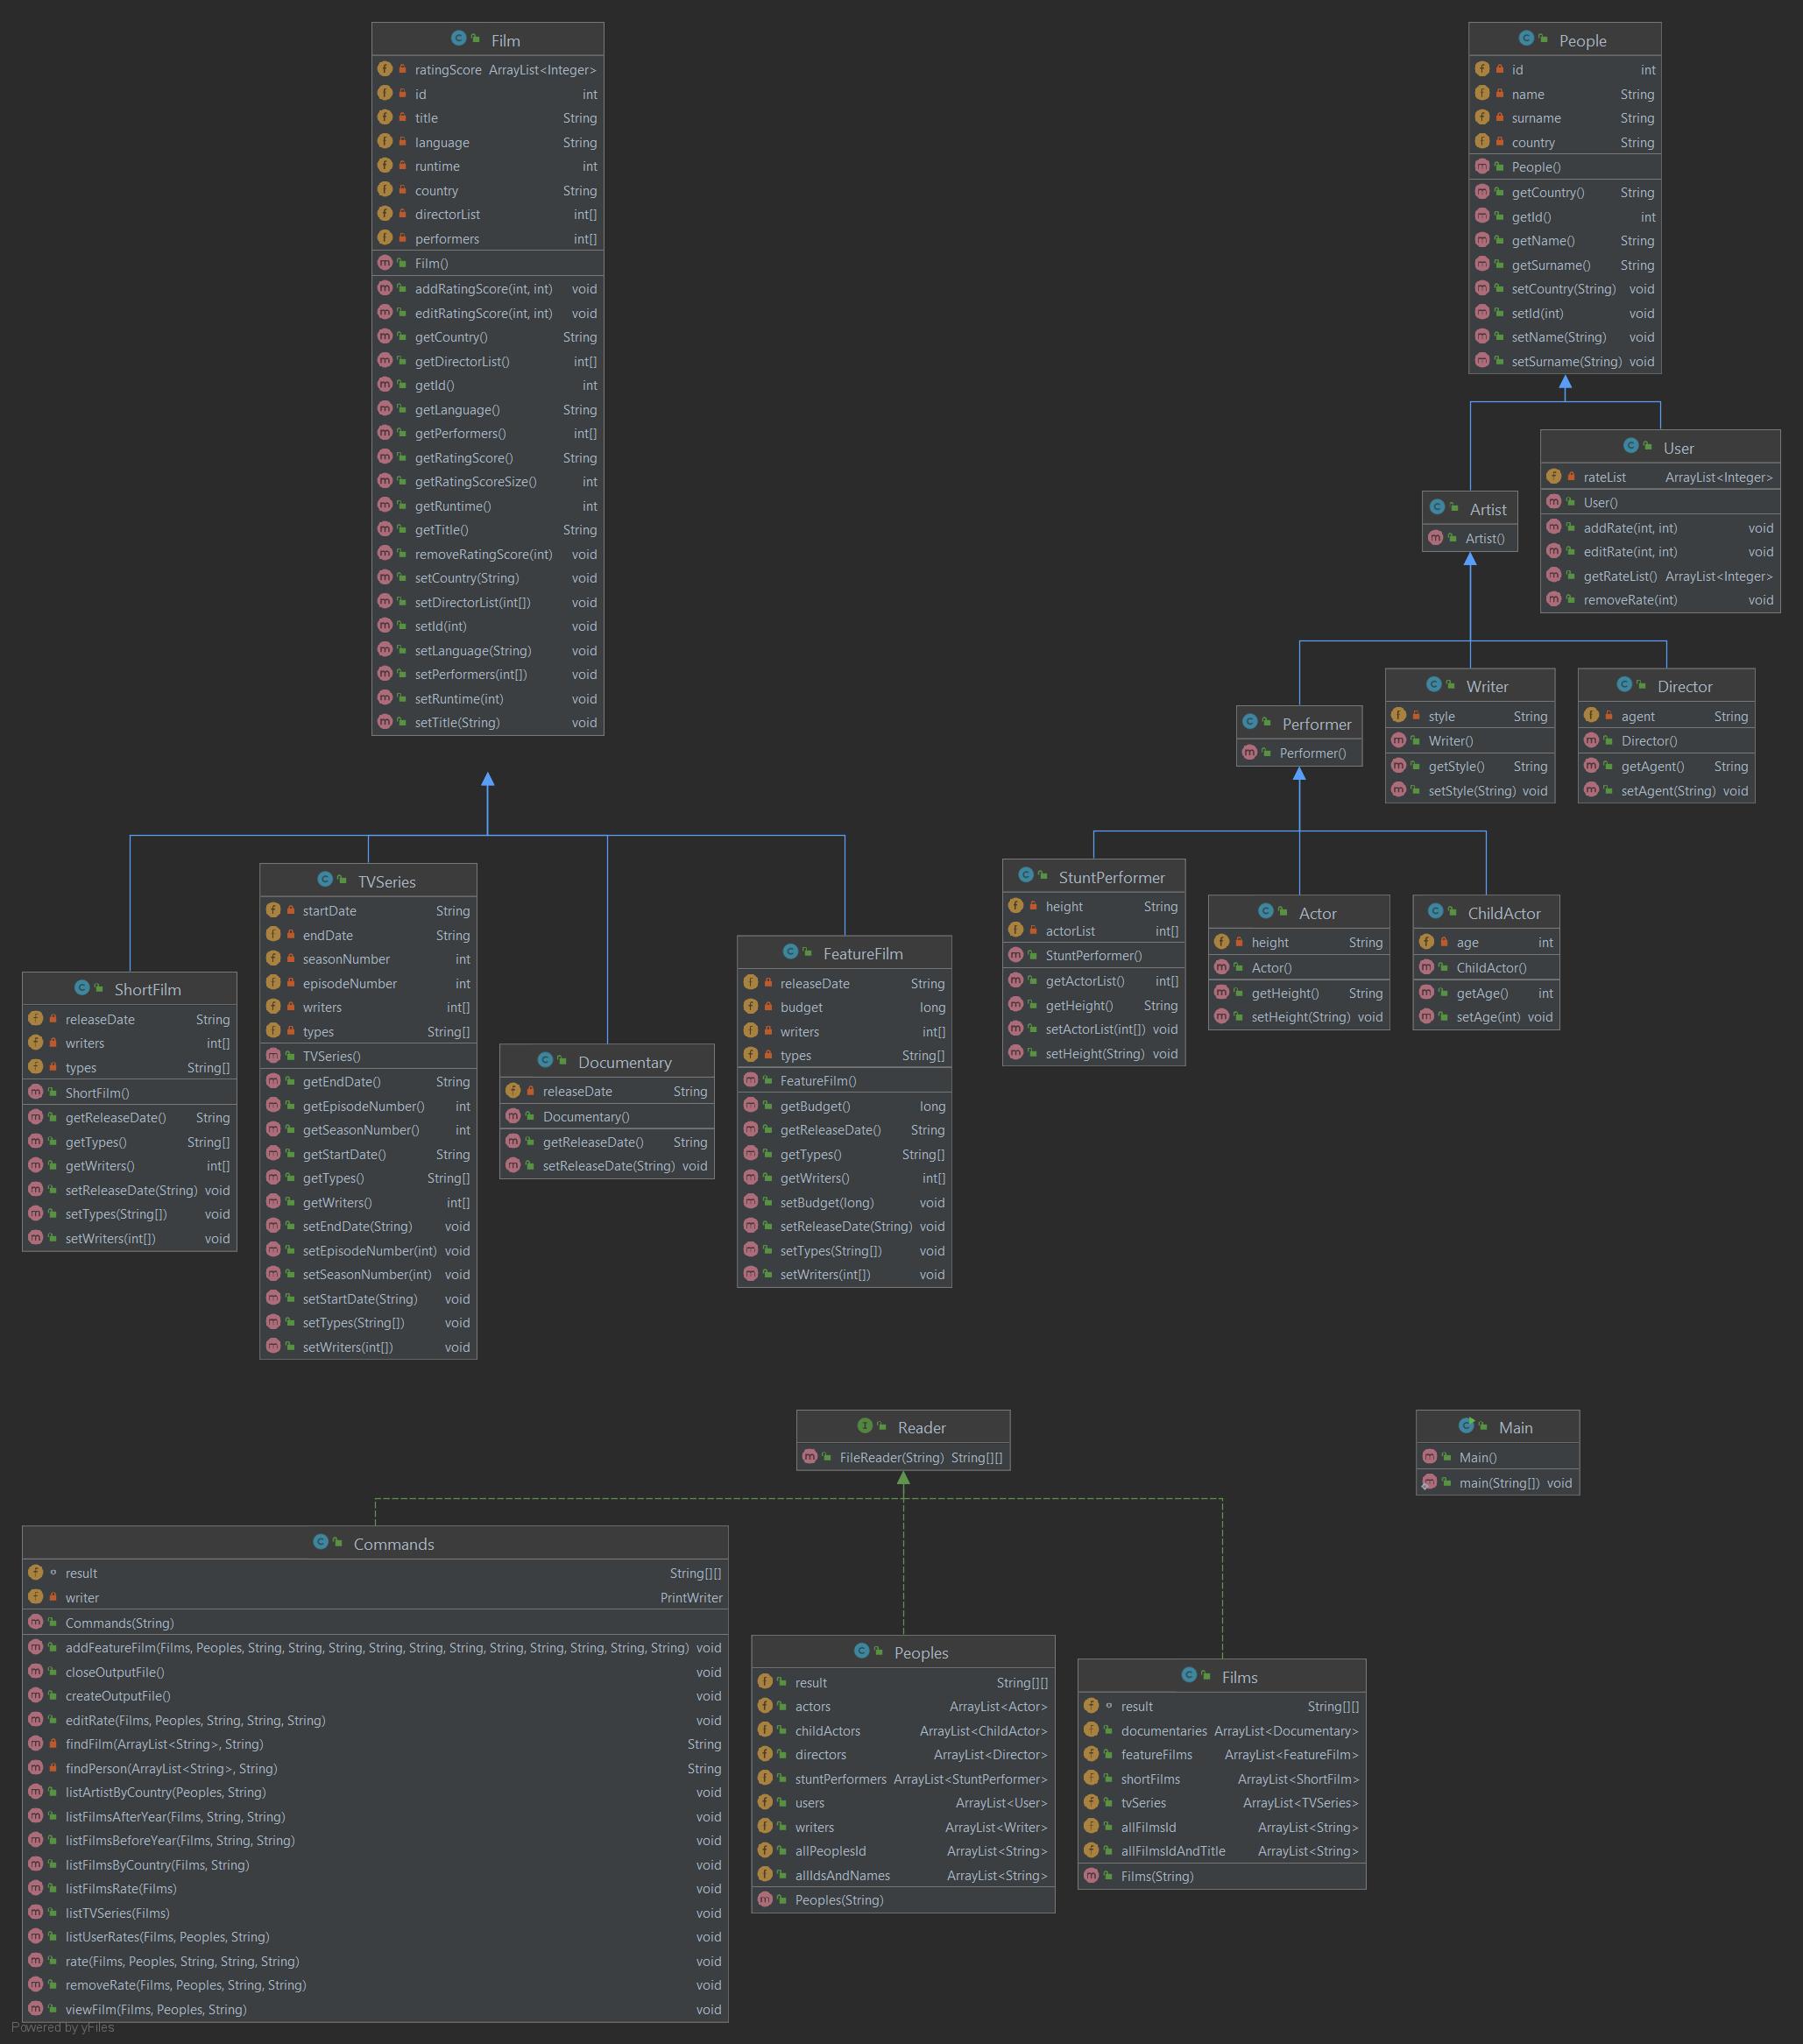 Film
ratingScore ArrayList<Integer>
id int
title String
language String
runtime int
country String
directorList int[]
performers int[]
Film()
addRatingScore(int, int) void
editRatingScore(int, int) void
getCountry() String
getDirectorList() int[]
getId() int
getLanguage() String
getPerformers() int[]
getRatingScore() String
getRatingScoreSize() int
getRuntime() int
getTitle() String
removeRatingScore(int) void
setCountry(String) void
setDirectorList(int[]) void
setId(int) void
setLanguage(String) void
setPerformers(int[]) void
setRuntime(int) void
setTitle(String) void
People
id int
name String
surname String
country String
People()
getCountry() String
getId() int
getName() String
getSurname() String
setCountry(String) void
setId(int) void
setName(String) void
setSurname(String) void
User
rateList ArrayList<Integer>
User()
addRate(int, int) void
editRate(int, int) void
getRateList() ArrayList<Integer>
removeRate(int) void
Artist
Artist()
Performer
Performer()
Writer
style String
Writer()
getStyle() String
setStyle(String) void
Director
agent String
Director()
getAgent() String
setAgent(String) void
ShortFilm
releaseDate String
writers int[]
types String[]
ShortFilm()
getReleaseDate() String
getTypes() String[]
getWriters() int[]
setReleaseDate(String) void
setTypes(String[]) void
setWriters(int[]) void
TVSeries
startDate String
endDate String
seasonNumber int
episodeNumber int
writers int[]
types String[]
TVSeries()
getEndDate() String
getEpisodeNumber() int
getSeasonNumber() int
getStartDate() String
getTypes() String[]
getWriters() int[]
setEndDate(String) void
setEpisodeNumber(int) void
setSeasonNumber(int) void
setStartDate(String) void
setTypes(String[]) void
setWriters(int[]) void
Documentary
releaseDate String
Documentary()
getReleaseDate() String
setReleaseDate(String) void
FeatureFilm
releaseDate String
budget long
writers int[]
types String[]
FeatureFilm()
getBudget() long
getReleaseDate() String
getTypes() String[]
getWriters() int[]
setBudget(long) void
setReleaseDate(String) void
setTypes(String[]) void
setWriters(int[]) void
StuntPerformer
height String
actorList int[]
StuntPerformer()
getActorList() int[]
getHeight() String
setActorList(int[]) void
setHeight(String) void
Actor
height String
Actor()
getHeight() String
setHeight(String) void
ChildActor
age int
ChildActor()
getAge() int
setAge(int) void
Reader
FileReader(String) String[][]
Main
Main()
main(String[]) void
Commands
result String[][]
writer PrintWriter
Commands(String)
addFeatureFilm(Films, Peoples, String, String, String, String, String, String, String, String, String, String, String) void
closeOutputFile() void
createOutputFile() void
editRate(Films, Peoples, String, String, String) void
findFilm(ArrayList<String>, String) String
findPerson(ArrayList<String>, String) String
listArtistByCountry(Peoples, String) void
listFilmsAfterYear(Films, String, String) void
listFilmsBeforeYear(Films, String, String) void
listFilmsByCountry(Films, String) void
listFilmsRate(Films) void
listTVSeries(Films) void
listUserRates(Films, Peoples, String) void
rate(Films, Peoples, String, String, String) void
removeRate(Films, Peoples, String, String) void
viewFilm(Films, Peoples, String) void
Peoples
result String[][]
actors ArrayList<Actor>
childActors ArrayList<ChildActor>
directors ArrayList<Director>
stuntPerformers ArrayList<StuntPerformer>
users ArrayList<User>
writers ArrayList<Writer>
allPeoplesId ArrayList<String>
allIdsAndNames ArrayList<String>
Peoples(String)
Films
result String[][]
documentaries ArrayList<Documentary>
featureFilms ArrayList<FeatureFilm>
shortFilms ArrayList<ShortFilm>
tvSeries ArrayList<TVSeries>
allFilmsId ArrayList<String>
allFilmsIdAndTitle ArrayList<String>
Films(String)
Powered by yFiles